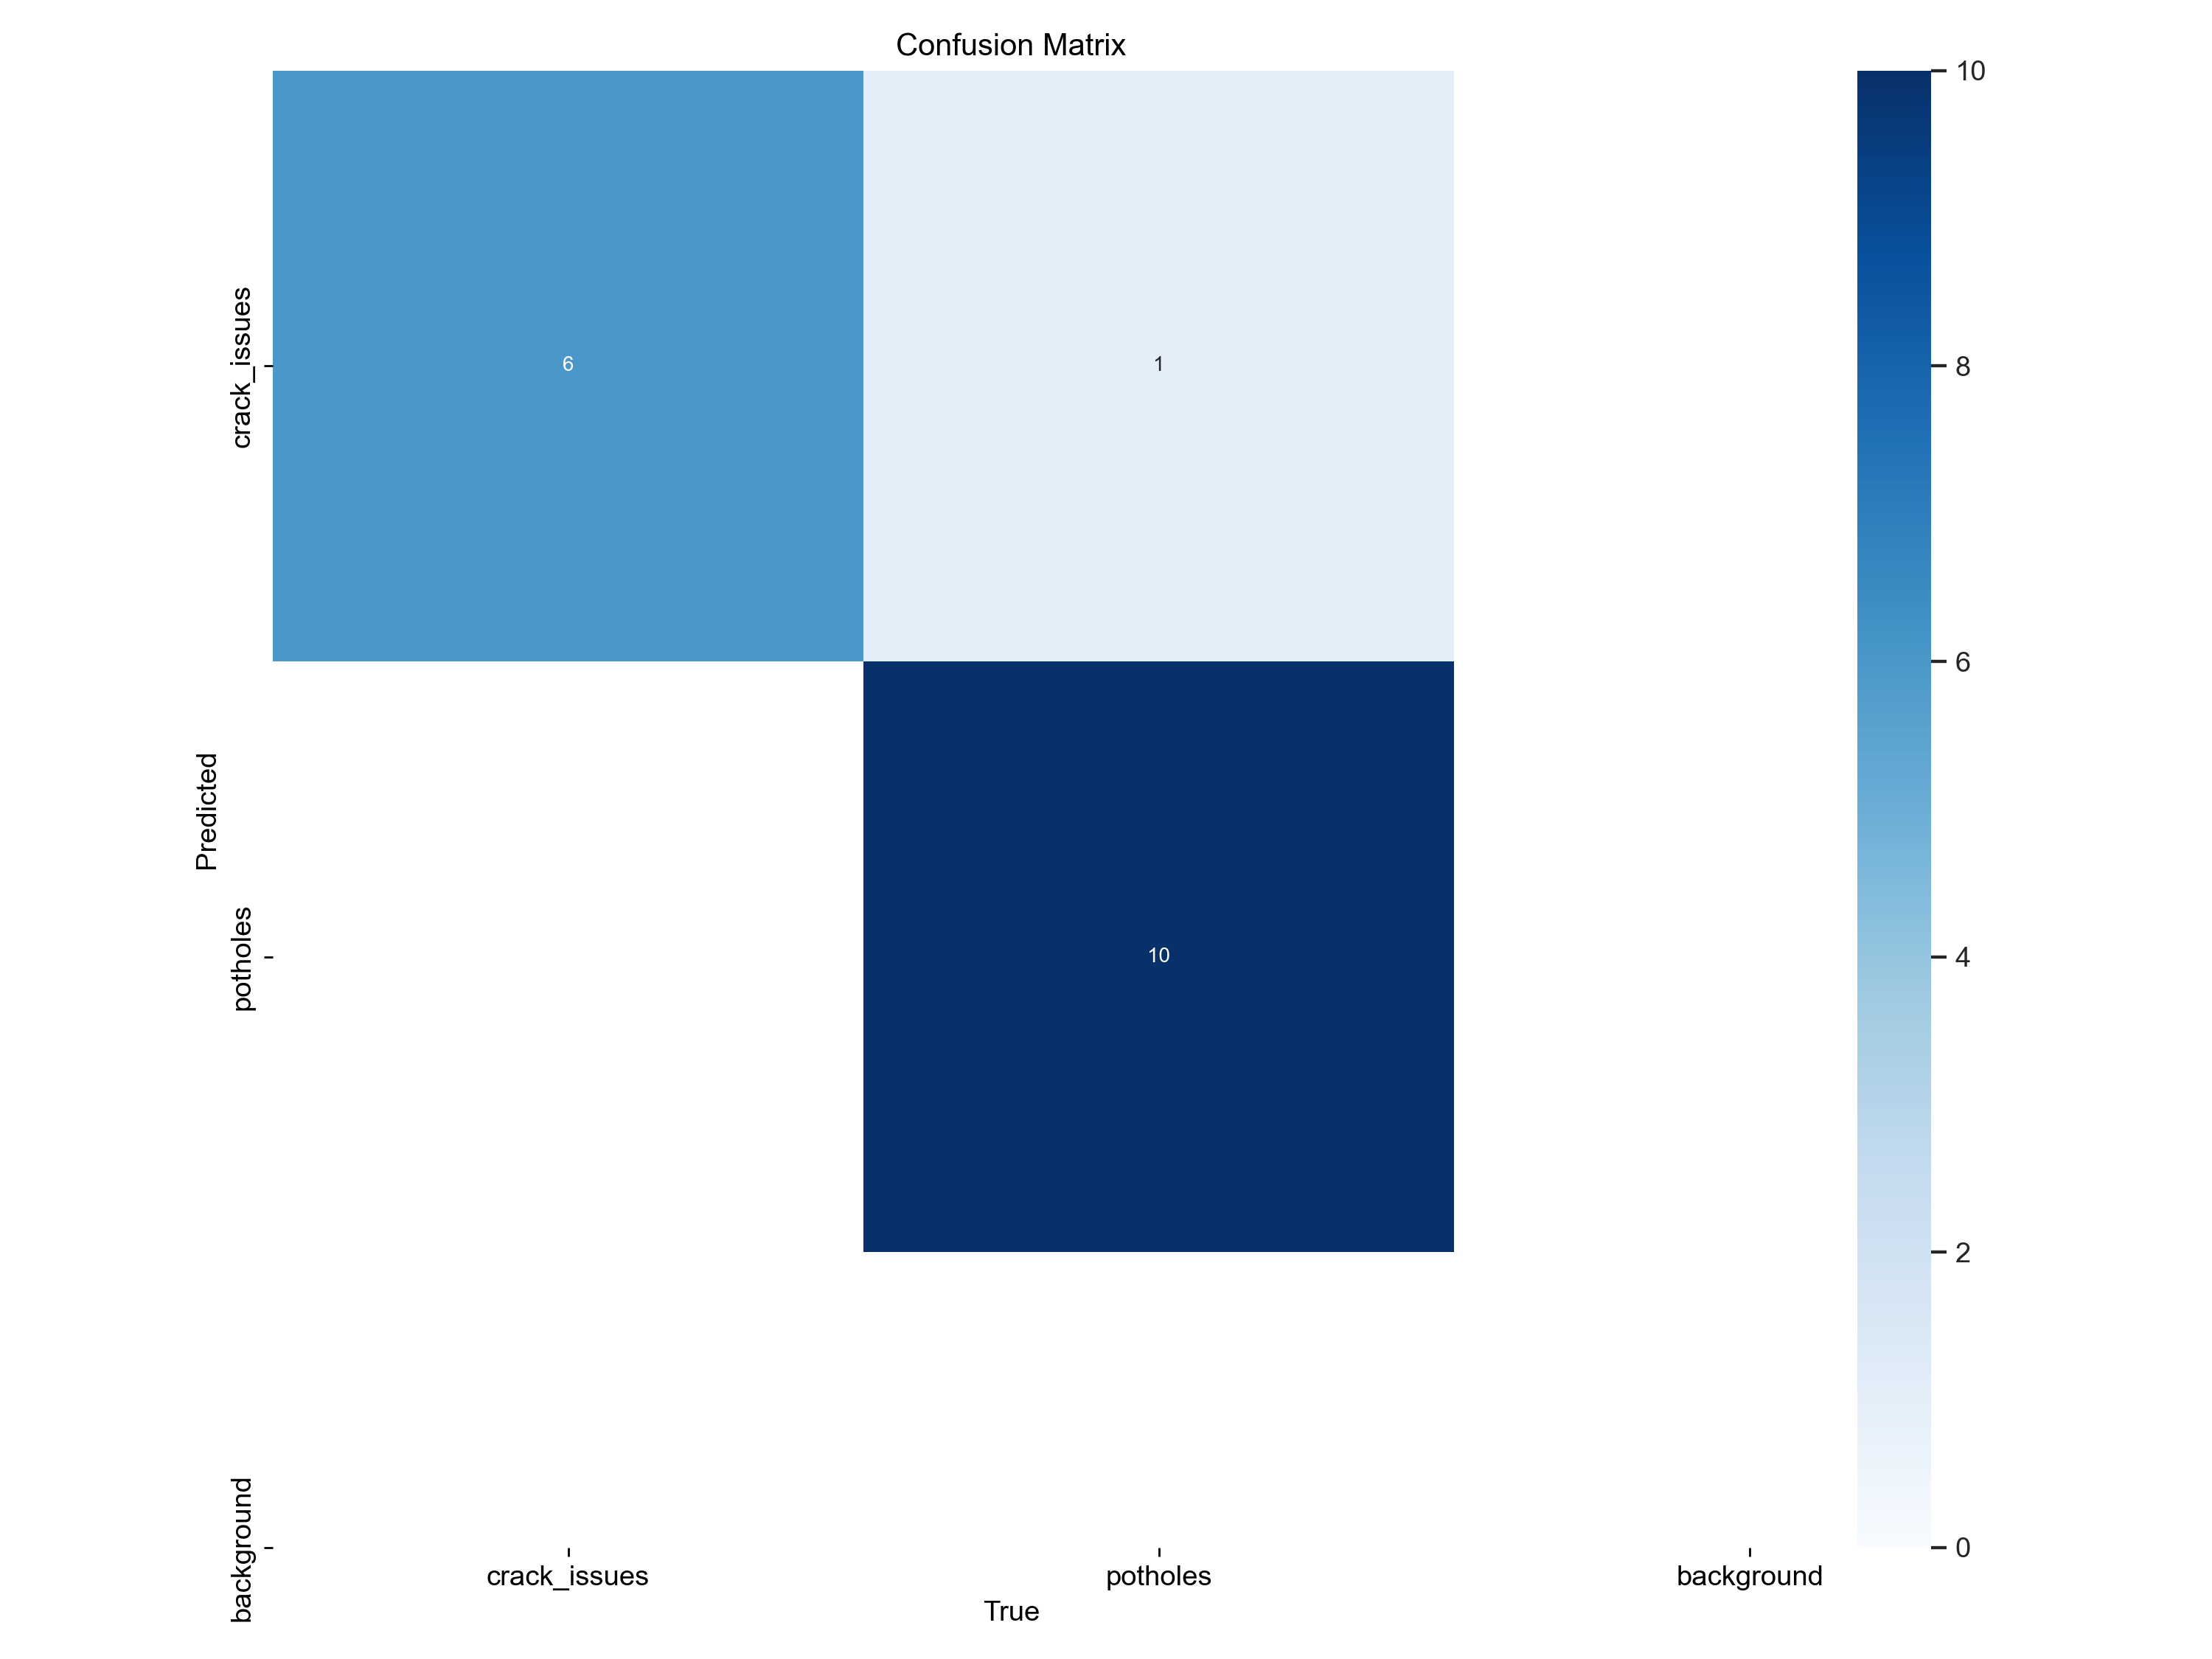 Confusion Matrix
crack_issues
potholes
background
Predicted
6
1
10
crack_issues
potholes
background
True
10
8
6
4
2
0